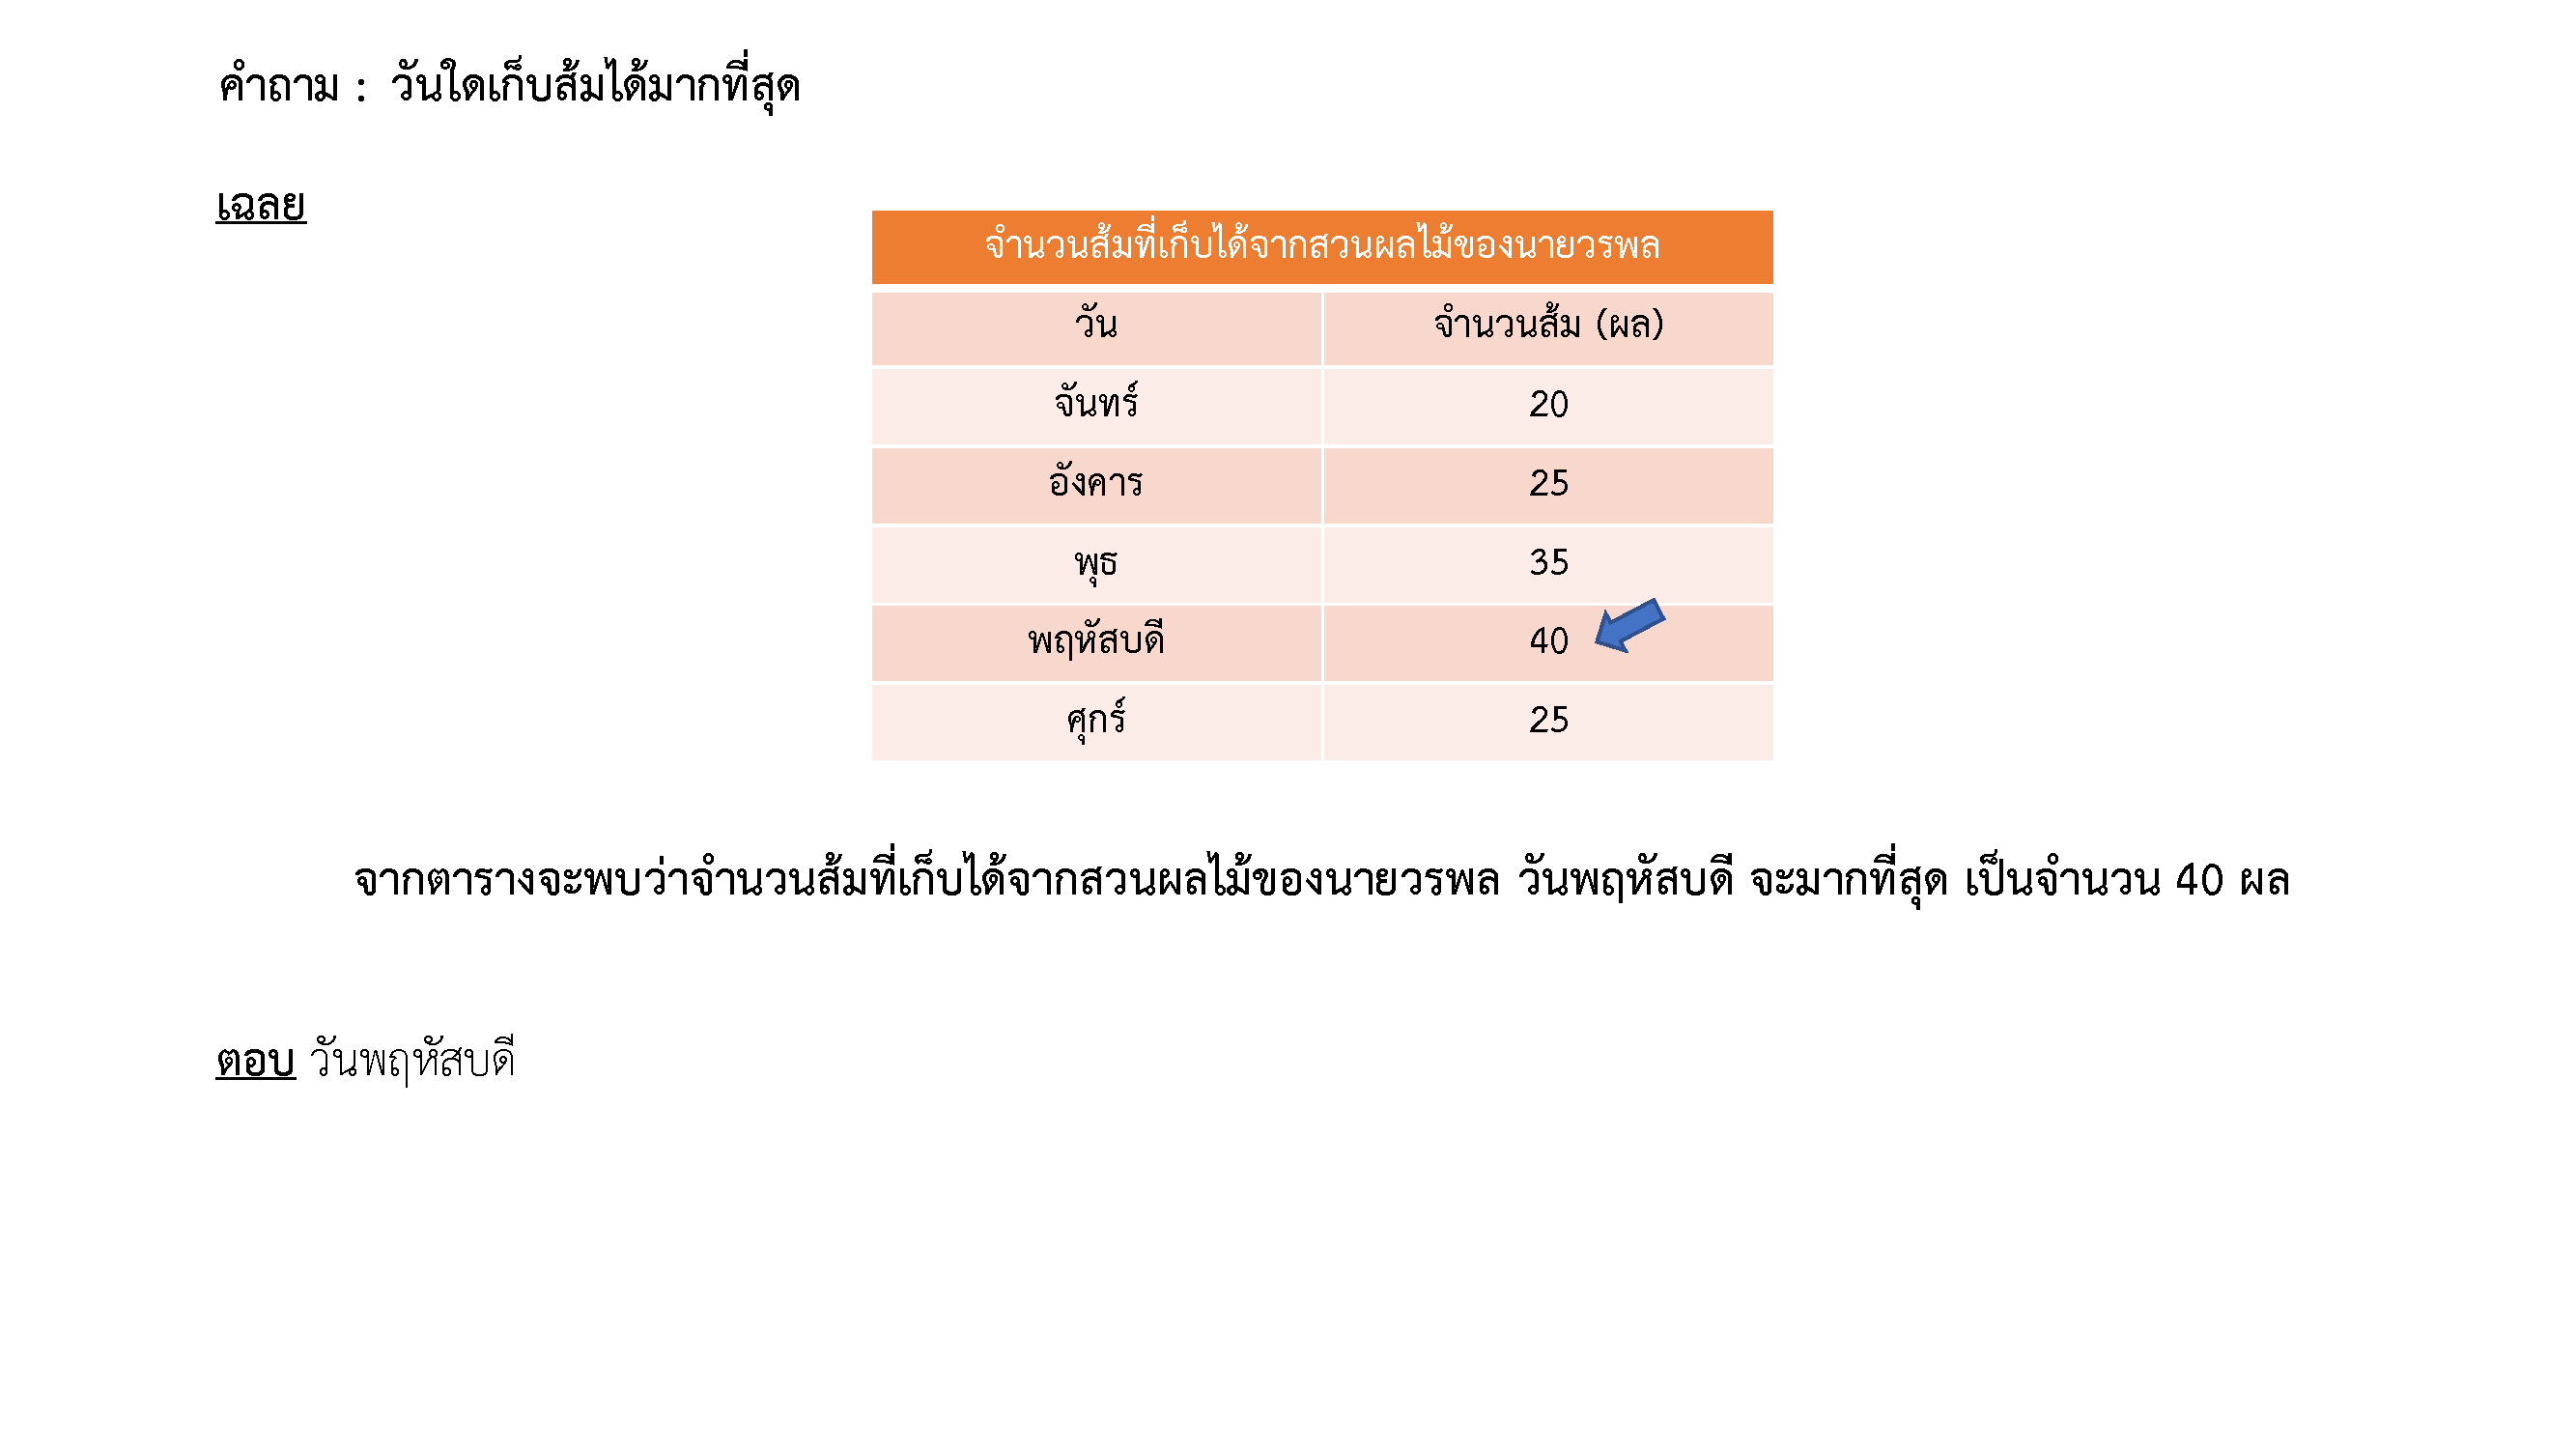 คำถาม : วันใดเก็บส้มได้มากที่สุด
เฉลย
จำนวนส้มที่เก็บได้จากสวนผลไม้ของนายวรพล
วัน จำนวนส้ม (ผล)
จันทร์ 20
อังคาร 25
พุธ 35
พฤหัสบดี 40
ศุกร์ 25
จากตารางจะพบว่าจำนวนส้มที่เก็บได้จากสวนผลไม้ของนายวรพล วันพฤหัสบดี จะมากที่สุด เป็นจำนวน 40 ผล
ตอบ วันพฤหัสบดี